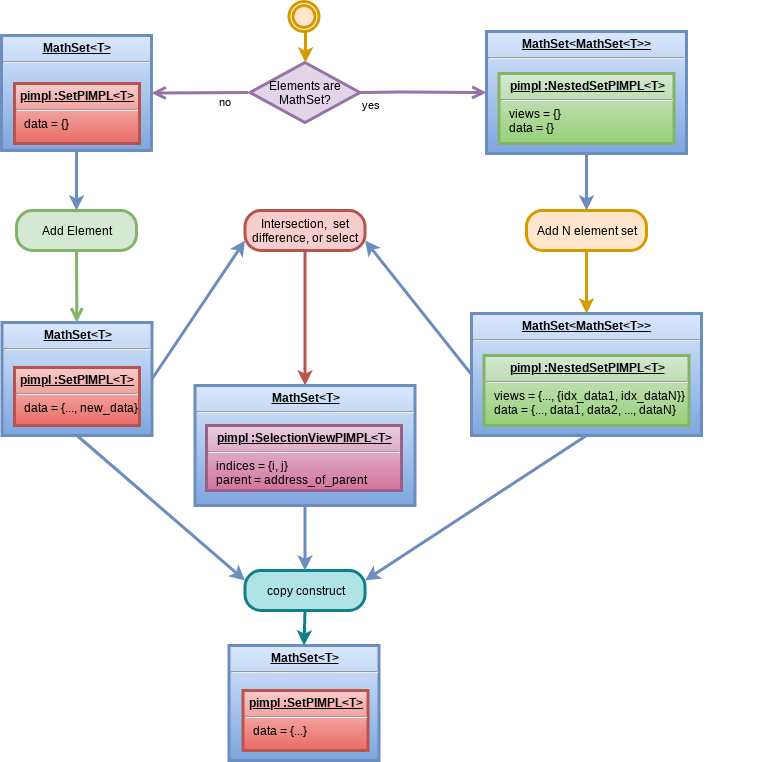 MathSet<T>
pimpl :SetPIMPL<T>
data = {}
Elements are
MathSet?
no
yes
MathSet<MathSet<T>>
pimpl :NestedSetPIMPL<T>
views = {}
data = {}
Add Element
Intersection, set
difference, or select
Add N element set
MathSet<T>
pimpl :SetPIMPL<T>
data = {..., new_data}
MathSet<T>
pimpl :SelectionViewPIMPL<T>
indices = {i, j}
parent = address_of_parent
MathSet<MathSet<T>>
pimpl :NestedSetPIMPL<T>
views = {..., {idx_data1, idx_dataN}}
data = {..., data1, data2, ..., dataN}
copy construct
MathSet<T>
pimpl :SetPIMPL<T>
data = {...}